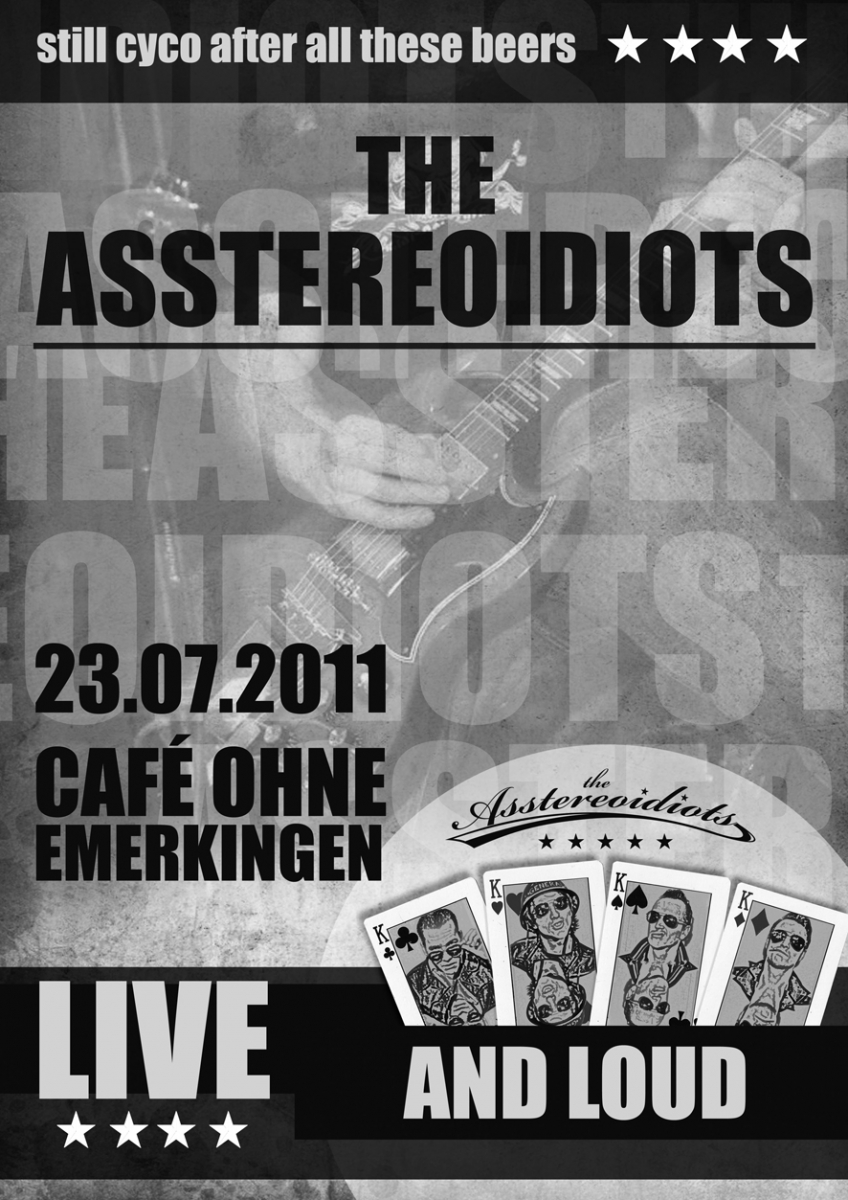 still cyco after all these beers
THE
ASSTEREOIDIOTS
23.07.2011
CAFÉ OHNE
EMERKINGEN
the
Asstereoidiots
K
K
GENERA
K
K
LIVE
AND LOUD